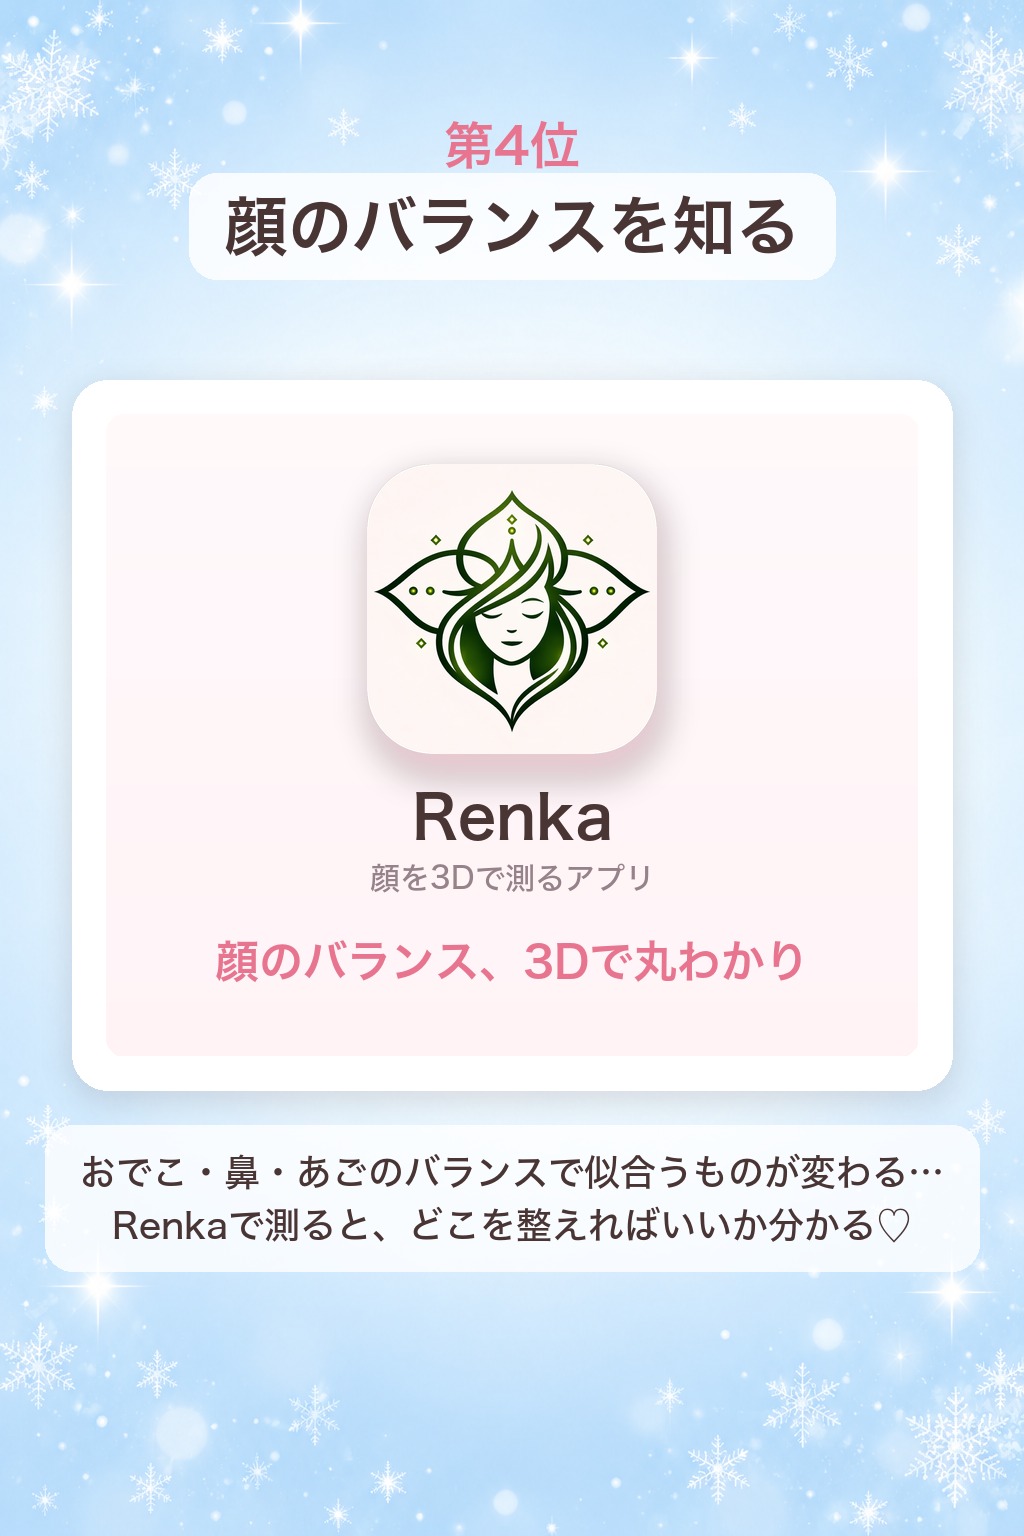 第4位
顔のバランスを知る
Renka
顔を3Dで測るアプリ
顔のバランス、3Dで丸わかり
おでこ・鼻・あごのバランスで似合うものが変わる…
Renkaで測ると、どこを整えればいいか分かる♡